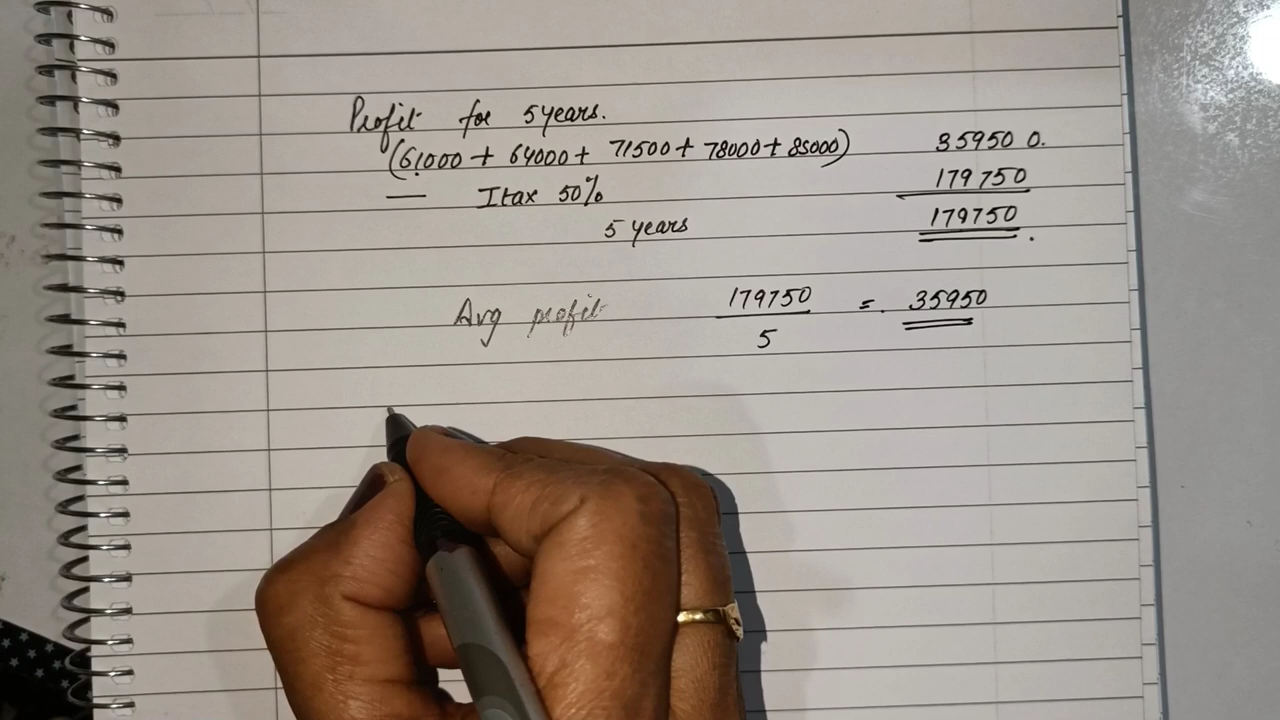 Profit for 5 years.
(61000 + 64000 + 71500 + 78000 + 85000) 359500.
— Itax 50% 179750
5 years 179750.
Avg profit 179750 / 5 = 35950